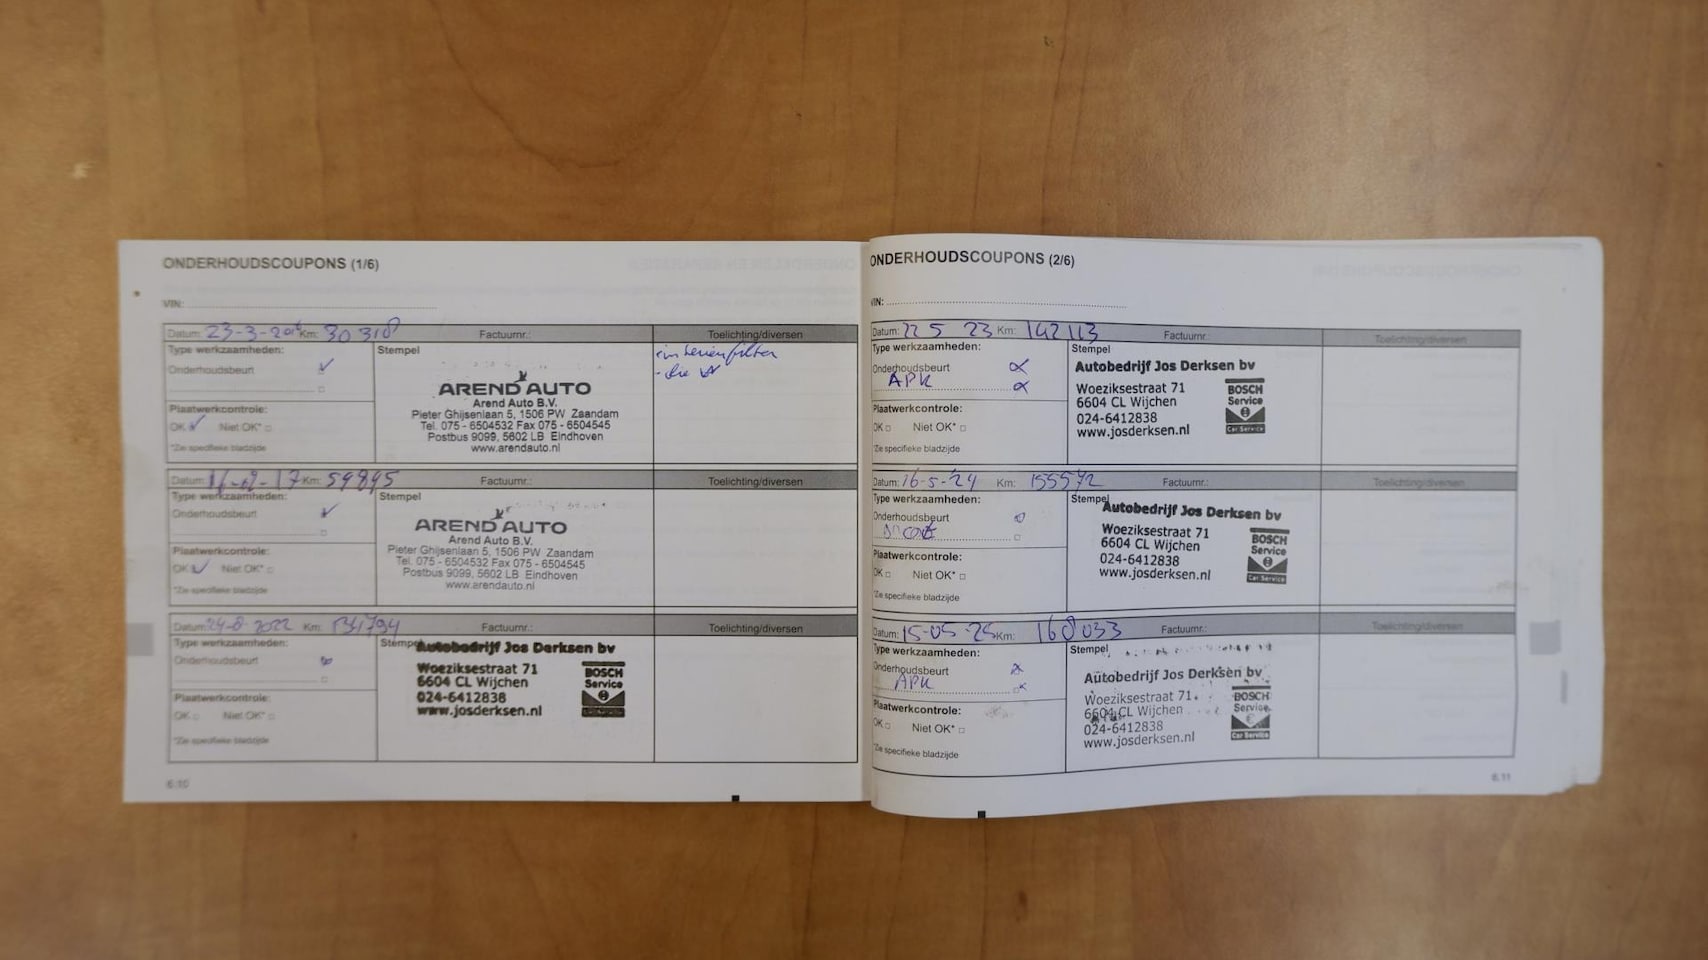 ONDERHOUDSCOUPONS (1/6)
VIN:
Datum: 23-3-2016 Km: 30318 Factuurnr.: Toelichting/diversen
Type werkzaamheden: Stempel
interieurfilter
Onderhoudsbeurt
AREND AUTO
Arend Auto B.V.
Plaatwerkcontrole:
Pieter Ghijsenlaan 5, 1506 PW Zaandam
OK Niet OK*
Tel. 075 - 6504532 Fax 075 - 6504545
Postbus 9099, 5602 LB Eindhoven
*Zie specifieke bladzijde
www.arendauto.nl
Datum: 17 Km: 59895 Factuurnr.: Toelichting/diversen
Type werkzaamheden: Stempel
Onderhoudsbeurt
AREND AUTO
Arend Auto B.V.
Plaatwerkcontrole:
Pieter Ghijsenlaan 5, 1506 PW Zaandam
OK Niet OK*
Tel. 075 - 6504532 Fax 075 - 6504545
Postbus 9099, 5602 LB Eindhoven
*Zie specifieke bladzijde
www.arendauto.nl
Datum: 24-8-2022 Km: 134794 Factuurnr.: Toelichting/diversen
Type werkzaamheden: Stempel
Autobedrijf Jos Derksen bv
Onderhoudsbeurt
Woeziksestraat 71
6604 CL Wijchen
024-6412838
www.josderksen.nl
BOSCH
Service
Plaatwerkcontrole:
OK Niet OK*
*Zie specifieke bladzijde
6.10
ONDERHOUDSCOUPONS (2/6)
VIN:
Datum: 22 5 23 Km: 142113 Factuurnr.: Toelichting/diversen
Type werkzaamheden: Stempel
Onderhoudsbeurt
APK
Autobedrijf Jos Derksen bv
Woeziksestraat 71
6604 CL Wijchen
024-6412838
www.josderksen.nl
BOSCH
Service
Car Service
Plaatwerkcontrole:
OK Niet OK*
*Zie specifieke bladzijde
Datum: 16-5-24 Km: 155572 Factuurnr.: Toelichting/diversen
Type werkzaamheden: Stempel
Onderhoudsbeurt
Autobedrijf Jos Derksen bv
Woeziksestraat 71
6604 CL Wijchen
024-6412838
www.josderksen.nl
BOSCH
Service
Car Service
Plaatwerkcontrole:
OK Niet OK*
*Zie specifieke bladzijde
Datum: 15-05-25 Km: 168033 Factuurnr.: Toelichting/diversen
Type werkzaamheden: Stempel
Onderhoudsbeurt
APK
Autobedrijf Jos Derksen bv
Woeziksestraat 71
6604 CL Wijchen
024-6412838
www.josderksen.nl
BOSCH
Service
Car Service
Plaatwerkcontrole:
OK Niet OK*
*Zie specifieke bladzijde
6.11